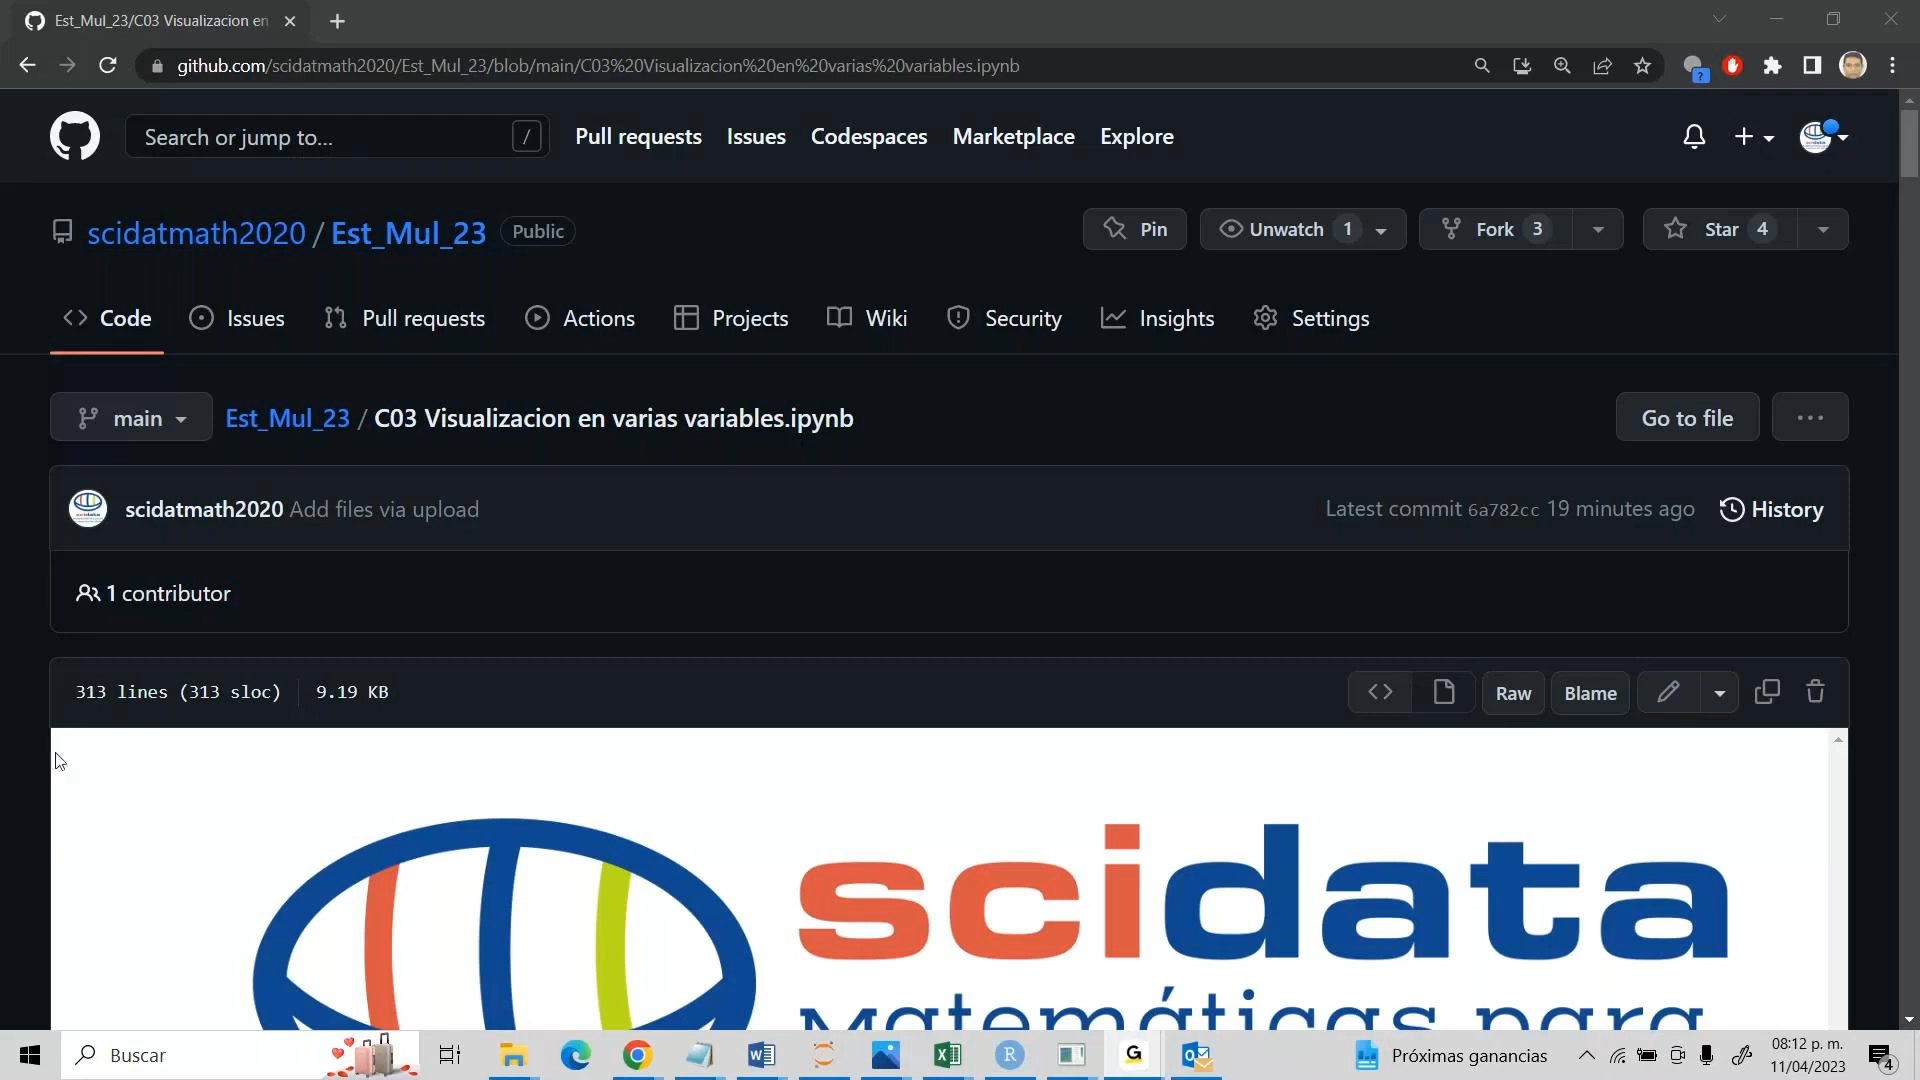 Est_Mul_23/C03 Visualizacion en
github.com/scidatmath2020/Est_Mul_23/blob/main/C03%20Visualizacion%20en%20varias%20variables.ipynb
?
Search or jump to... /
Pull requests Issues Codespaces Marketplace Explore
scidatmath2020 / Est_Mul_23 Public
Pin Unwatch 1 Fork 3 Star 4
Code Issues Pull requests Actions Projects Wiki Security Insights Settings
main Est_Mul_23 / C03 Visualizacion en varias variables.ipynb Go to file ...
scidatmath2020 Add files via upload Latest commit 6a782cc 19 minutes ago History
1 contributor
313 lines (313 sloc) 9.19 KB <> Raw Blame
scidata
Matemáticas para
Buscar G R Próximas ganancias 08:12 p. m.
11/04/2023 4